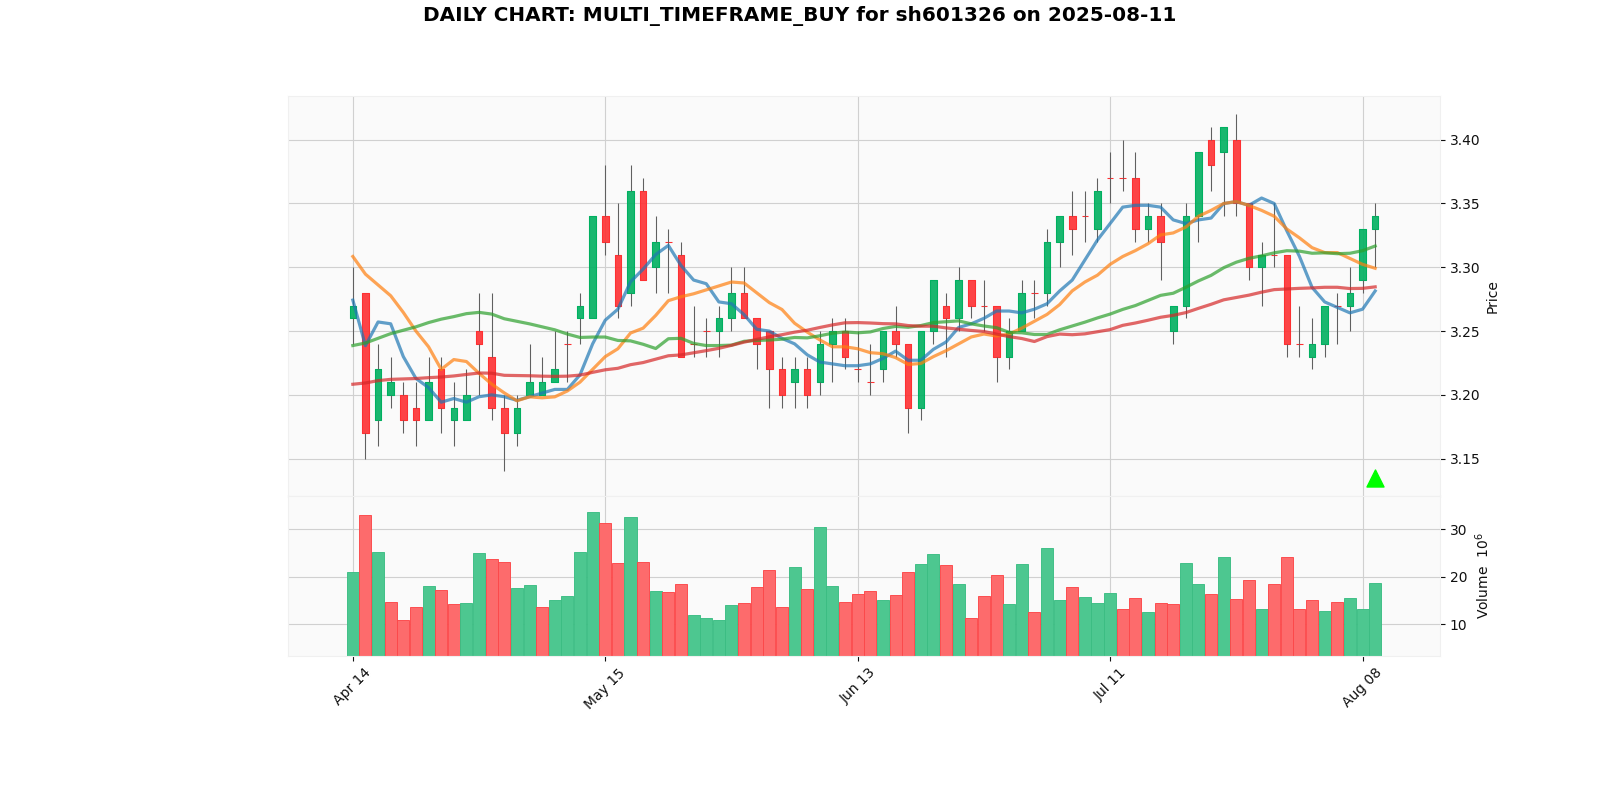 DAILY CHART: MULTI_TIMEFRAME_BUY for sh601326 on 2025-08-11
3.40
3.35
3.30
3.25
3.20
3.15
Price
30
20
10
Volume 10^6
Apr 14
May 15
Jun 13
Jul 11
Aug 08